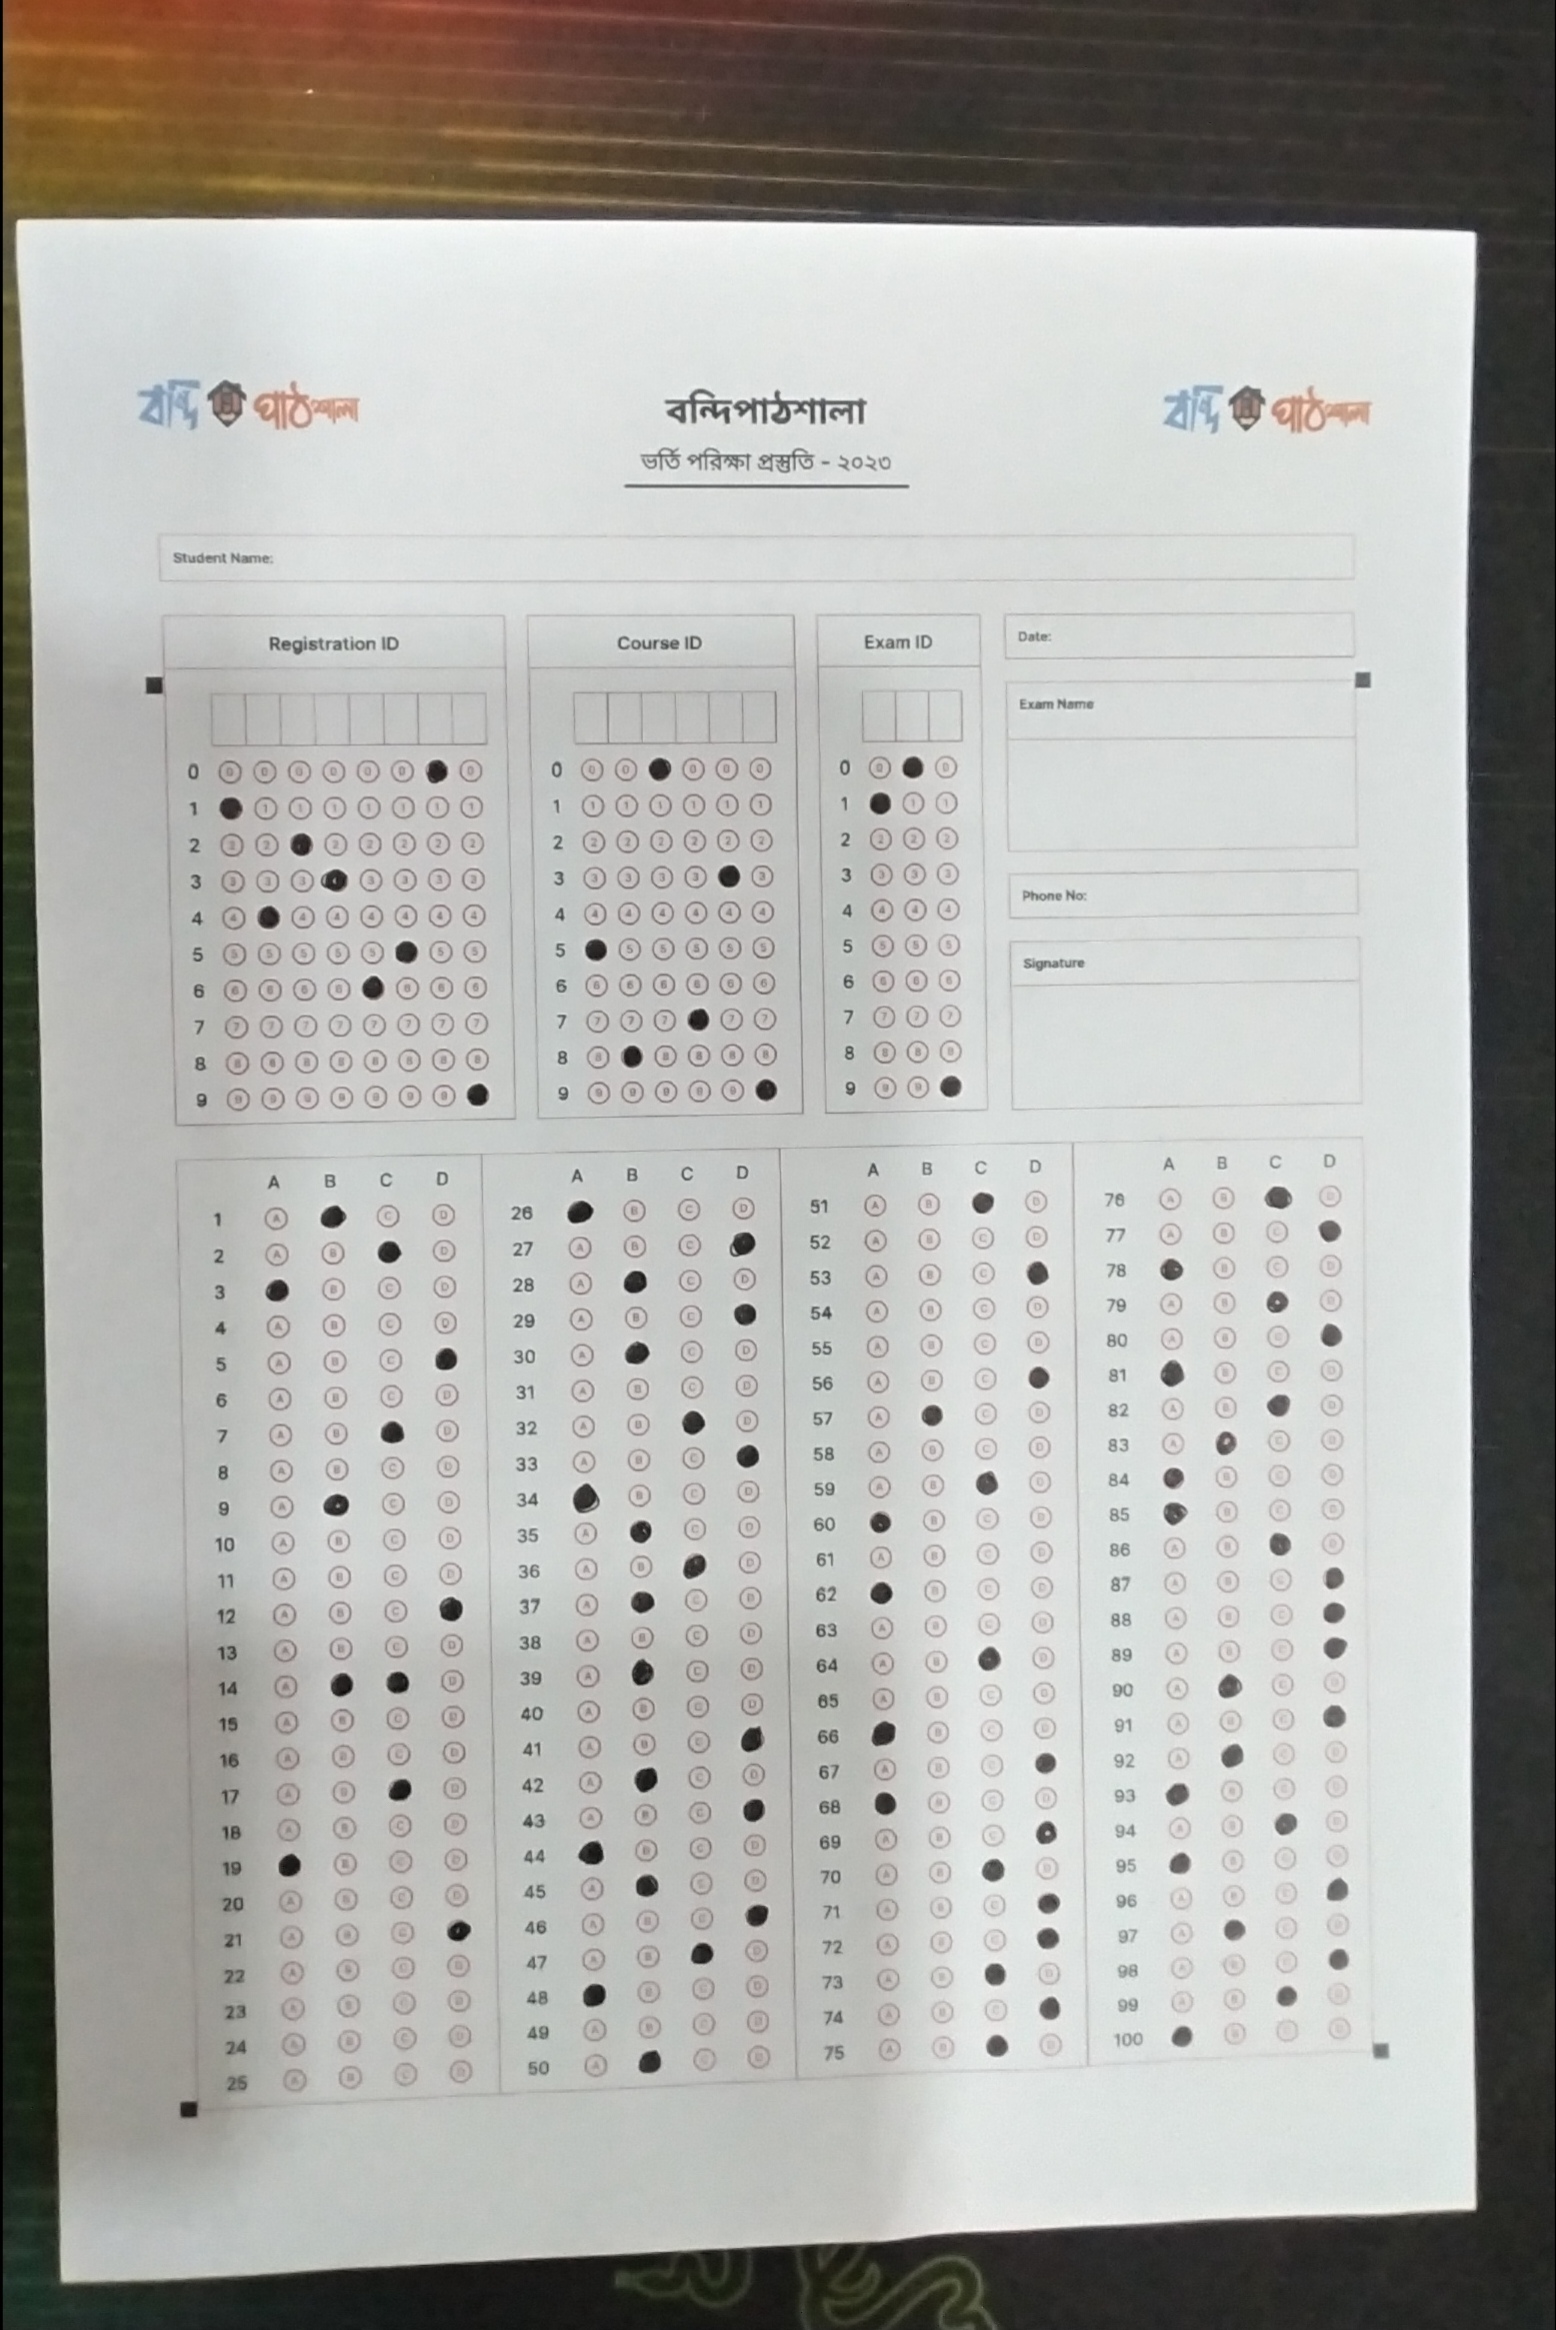 বন্দি পাঠশালা বন্দিপাঠশালা বন্দি পাঠশালা
ভর্তি পরিক্ষা প্রস্তুতি - ২০২৩
Student Name:
Registration ID Course ID Exam ID Date:
Exam Name
0 0 0
1 1 1
2 2 2
3 3 3
Phone No:
4 4 4
5 5 5
Signature
6 6 6
7 7 7
8 8 8
9 9 9
A B C D A B C D A B C D A B C D
1 26 51 76
2 27 52 77
3 28 53 78
4 29 54 79
5 30 55 80
6 31 56 81
7 32 57 82
8 33 58 83
9 34 59 84
10 35 60 85
11 36 61 86
12 37 62 87
13 38 63 88
14 39 64 89
15 40 65 90
16 41 66 91
17 42 67 92
18 43 68 93
19 44 69 94
20 45 70 95
21 46 71 96
22 47 72 97
23 48 73 98
24 49 74 99
25 50 75 100